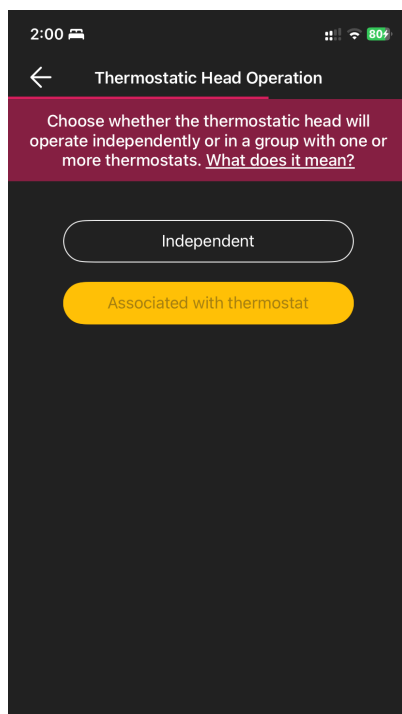 2:00
80
Thermostatic Head Operation
Choose whether the thermostatic head will
operate independently or in a group with one or
more thermostats. What does it mean?
Independent
Associated with thermostat